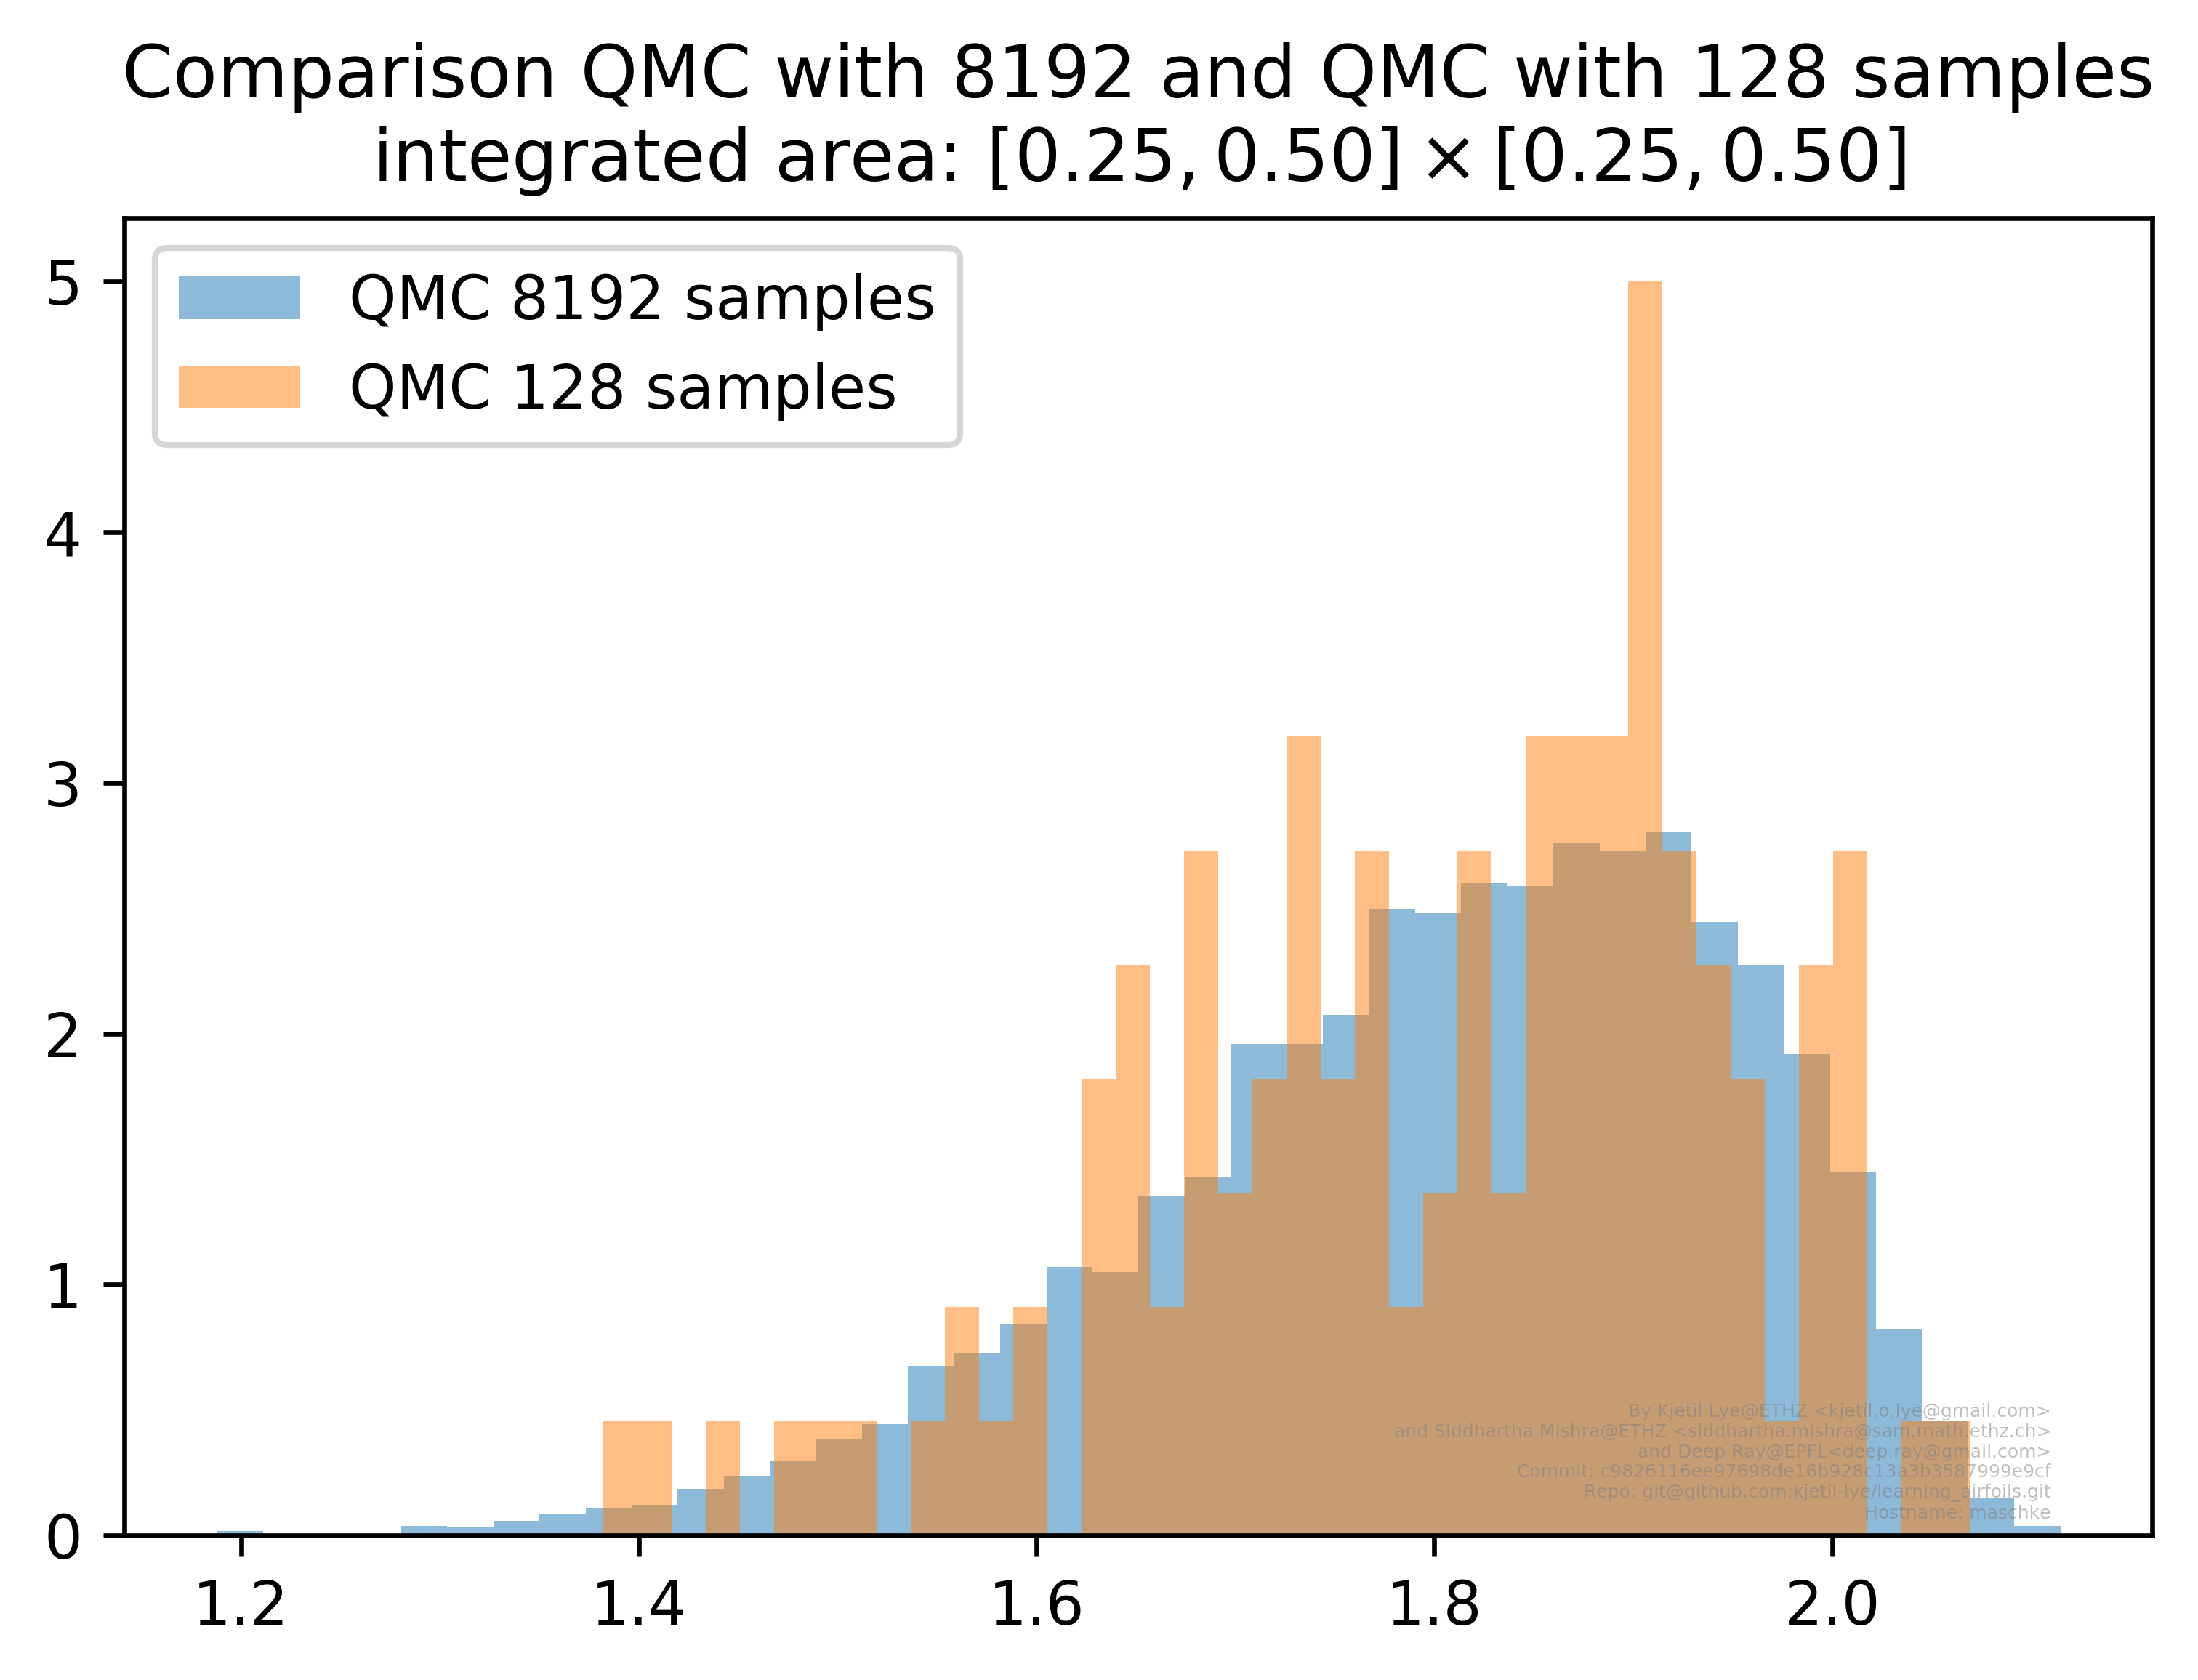 Comparison QMC with 8192 and QMC with 128 samples
integrated area: [0.25, 0.50] × [0.25, 0.50]
QMC 8192 samples
QMC 128 samples
5
4
3
2
1
0
By Kjetil Lye@ETHZ <kjetil.o.lye@gmail.com>
and Siddhartha Mishra@ETHZ <siddhartha.mishra@sam.math.ethz.ch>
and Deep Ray@EPFL<deep.ray@gmail.com>
Commit: c9826116ee97698de16b928c13a3b3587999e9cf
Repo: git@github.com:kjetil-lye/learning_airfoils.git
Hostname: maschke
1.2 1.4 1.6 1.8 2.0